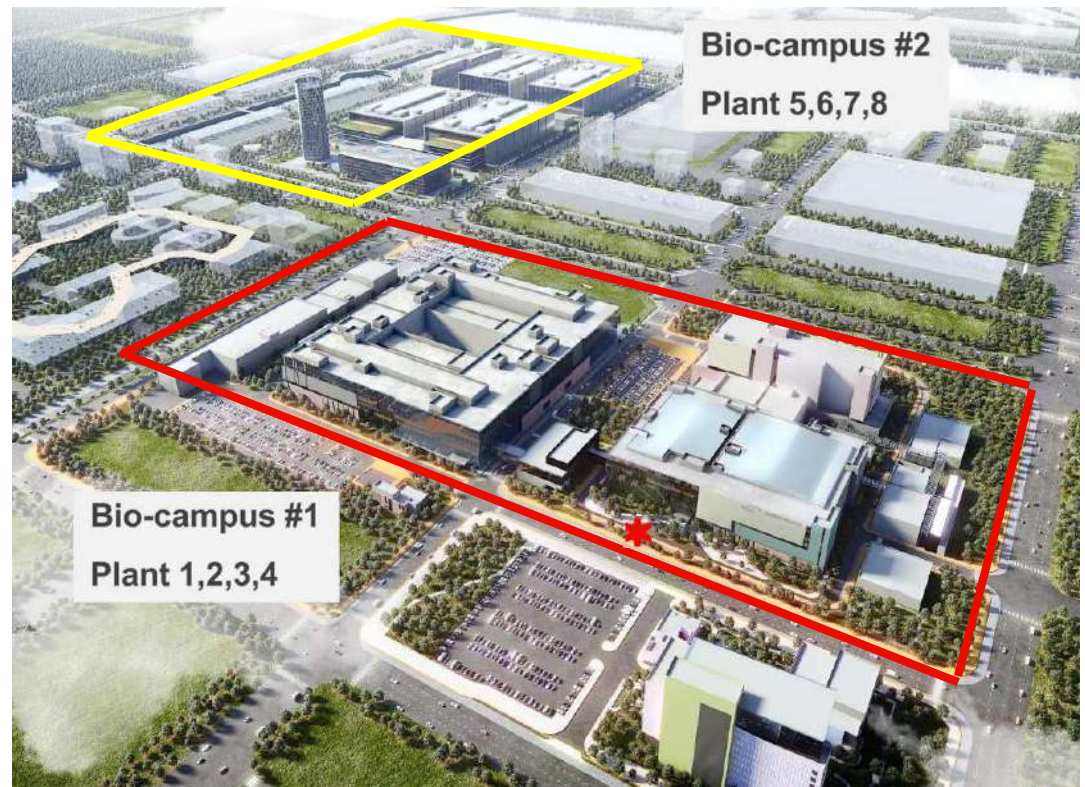 Bio-campus #2
Plant 5,6,7,8
Bio-campus #1
Plant 1,2,3,4